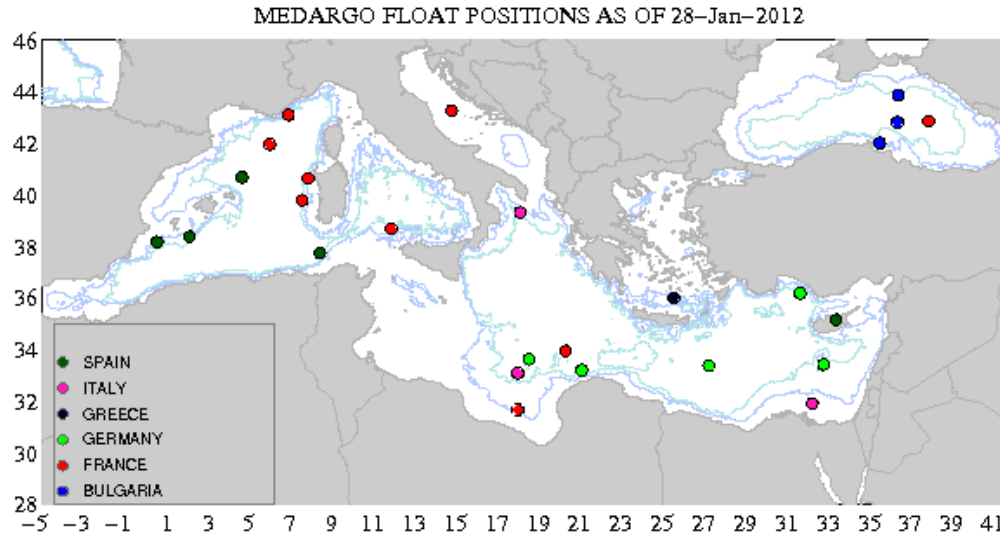 MEDARGO FLOAT POSITIONS AS OF 28-Jan-2012
46
44
42
40
38
36
34
32
30
28
SPAIN
ITALY
GREECE
GERMANY
FRANCE
BULGARIA
-5 -3 -1 1 3 5 7 9 11 13 15 17 19 21 23 25 27 29 31 33 35 37 39 41